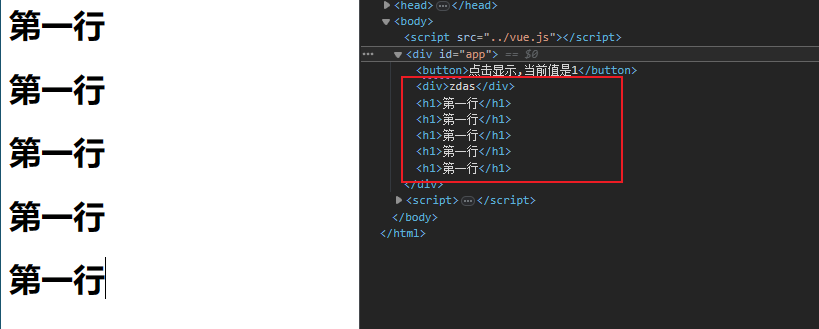 第一行
第一行
第一行
第一行
第一行
<head>…</head>
<body>
<script src="../vue.js"></script>
<div id="app"> == $0
<button>点击显示,当前值是1</button>
<div>zdas</div>
<h1>第一行</h1>
<h1>第一行</h1>
<h1>第一行</h1>
<h1>第一行</h1>
<h1>第一行</h1>
</div>
<script>…</script>
</body>
</html>